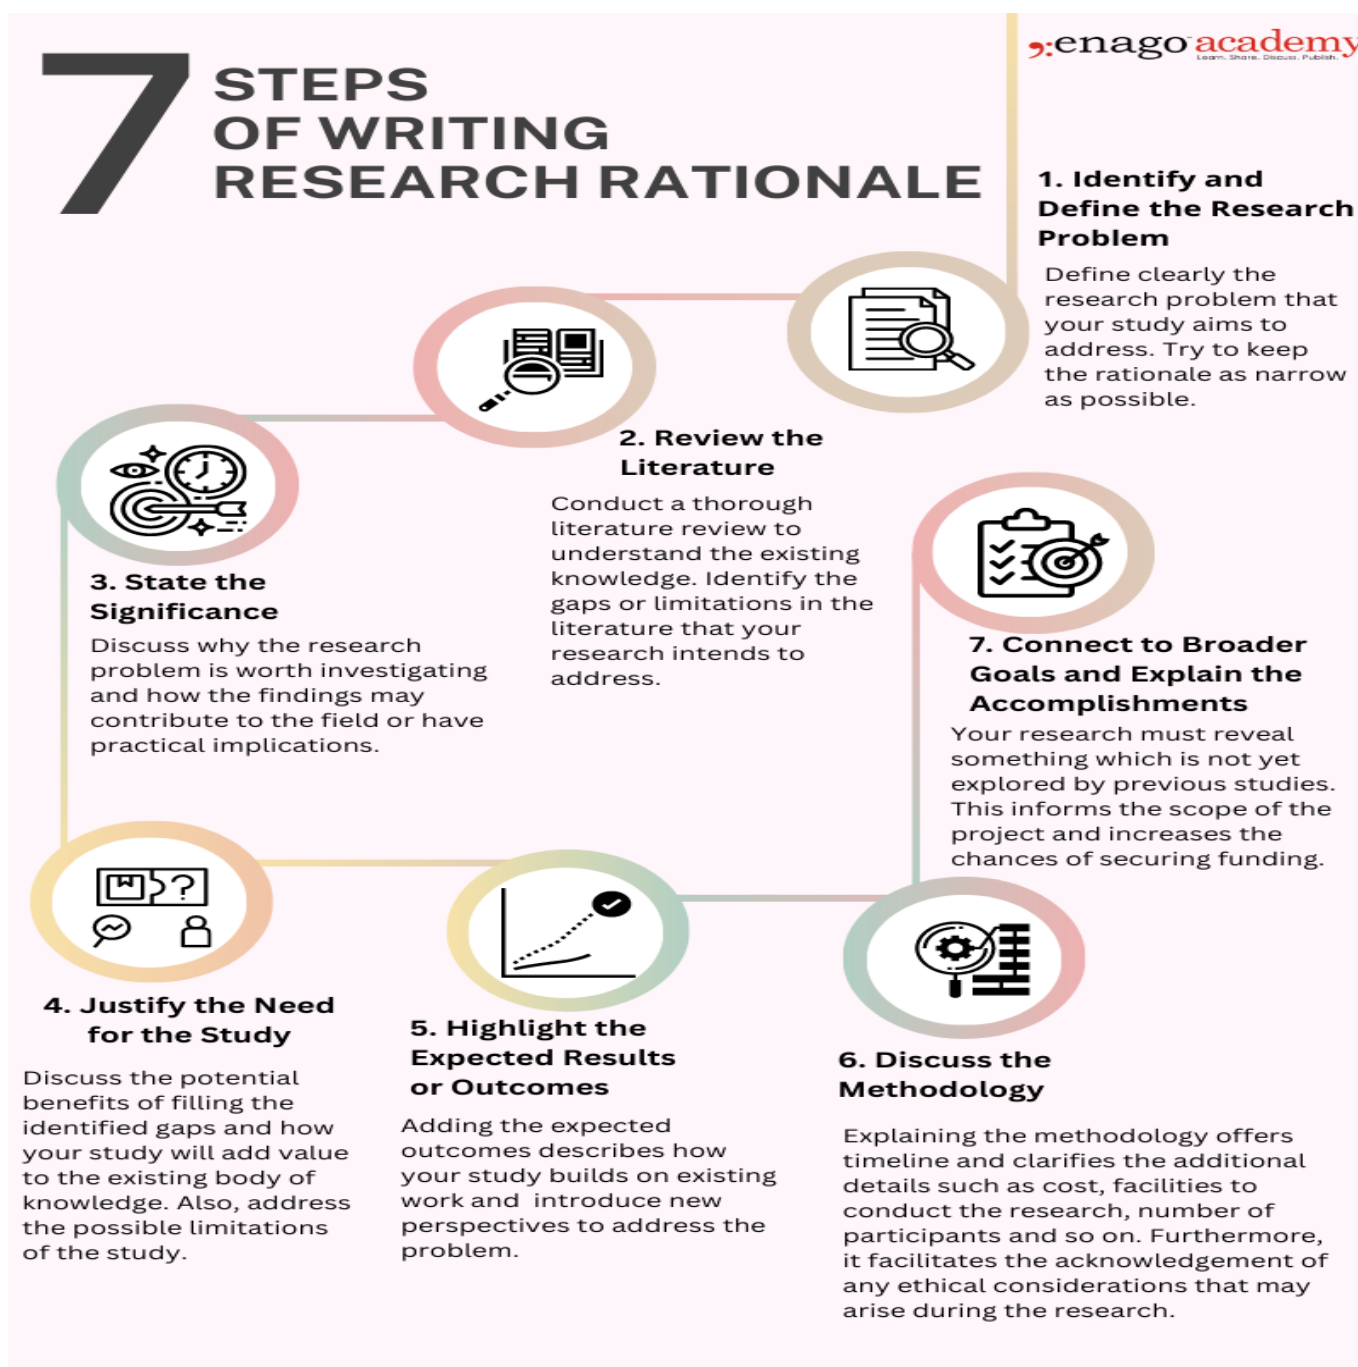 enago academy
Learn. Share. Discuss. Publish.
7
STEPS
OF WRITING
RESEARCH RATIONALE
1. Identify and
Define the Research
Problem
Define clearly the
research problem that
your study aims to
address. Try to keep
the rationale as narrow
as possible.
2. Review the
Literature
Conduct a thorough
literature review to
understand the existing
knowledge. Identify the
gaps or limitations in the
literature that your
research intends to
address.
3. State the
Significance
Discuss why the research
problem is worth investigating
and how the findings may
contribute to the field or have
practical implications.
4. Justify the Need
for the Study
Discuss the potential
benefits of filling the
identified gaps and how
your study will add value
to the existing body of
knowledge. Also, address
the possible limitations
of the study.
5. Highlight the
Expected Results
or Outcomes
Adding the expected
outcomes describes how
your study builds on existing
work and introduce new
perspectives to address the
problem.
6. Discuss the
Methodology
Explaining the methodology offers
timeline and clarifies the additional
details such as cost, facilities to
conduct the research, number of
participants and so on. Furthermore,
it facilitates the acknowledgement of
any ethical considerations that may
arise during the research.
7. Connect to Broader
Goals and Explain the
Accomplishments
Your research must reveal
something which is not yet
explored by previous studies.
This informs the scope of the
project and increases the
chances of securing funding.